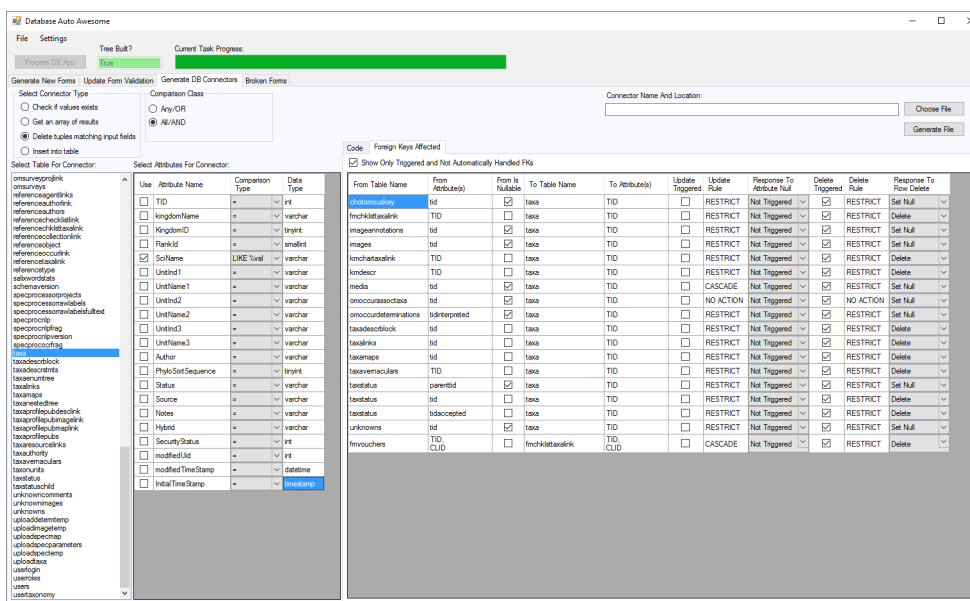 Database Auto Awesome
File Settings
Tree Built? Current Task Progress:
Process DB App True
Generate New Forms Update Form Validation Generate DB Connectors Broken Forms
Select Connector Type Comparison Class Connector Name And Location:
Check if values exists Any/OR Choose File
Get an array of results All/AND
Delete tuples matching input fields Generate File
Insert into table
Code Foreign Keys Affected
Select Table For Connector: Select Attributes For Connector: Show Only Triggered and Not Automatically Handled FKs
omsurveyprojlink
omsurveys
referenceagentlinks
referenceauthorlink
referenceauthors
referencechecklistlink
referencechklsttaxalink
referencecollectionlink
referenceobject
referenceoccurlink
referencetaxalink
referencetype
salixwordstats
schemaversion
specprocessorprojects
specprocessorrawlabels
specprocessorrawlabelsfulltext
specprocnlp
specprocnlpfrag
specprocnlpversion
specprococrfrag
taxa
taxadescrblock
taxadescrstmts
taxaenumtree
taxalinks
taxamaps
taxanestedtree
taxaprofilepubdesclink
taxaprofilepubimagelink
taxaprofilepubmaplink
taxaprofilepubs
taxaresourcelinks
taxauthority
taxavernaculars
taxonunits
taxstatus
taxstatuschild
unknowncomments
unknownimages
unknowns
uploaddetermtemp
uploadimagetemp
uploadspecmap
uploadspecparameters
uploadspectemp
uploadtaxa
userlogin
userroles
users
usertaxonomy
Use Attribute Name Comparison Type Data Type
TID = int
kingdomName = varchar
KingdomID = tinyint
RankId = smallint
SciName LIKE %val varchar
UnitInd1 = varchar
UnitName1 = varchar
UnitInd2 = varchar
UnitName2 = varchar
UnitInd3 = varchar
UnitName3 = varchar
Author = varchar
PhyloSortSequence = tinyint
Status = varchar
Source = varchar
Notes = varchar
Hybrid = varchar
SecurityStatus = int
modifiedUid = int
modifiedTimeStamp = datetime
InitialTimeStamp = timestamp
From Table Name From Attribute(s) From Is Nullable To Table Name To Attribute(s) Update Triggered Update Rule Response To Attribute Null Delete Triggered Delete Rule Response To Row Delete
chotomouskey tid taxa TID RESTRICT Not Triggered RESTRICT Set Null
fmchklsttaxalink TID taxa TID RESTRICT Not Triggered RESTRICT Delete
imageannotations tid taxa TID RESTRICT Not Triggered RESTRICT Set Null
images tid taxa TID RESTRICT Not Triggered RESTRICT Set Null
kmchartaxalink TID taxa TID RESTRICT Not Triggered RESTRICT Delete
kmdescr TID taxa TID RESTRICT Not Triggered RESTRICT Delete
media tid taxa TID CASCADE Not Triggered RESTRICT Set Null
omoccurassoctaxa tid taxa TID NO ACTION Not Triggered NO ACTION Set Null
omoccurdeterminations tidinterpreted taxa TID RESTRICT Not Triggered RESTRICT Set Null
taxadescrblock tid taxa TID RESTRICT Not Triggered RESTRICT Delete
taxalinks tid taxa TID RESTRICT Not Triggered RESTRICT Delete
taxamaps tid taxa TID RESTRICT Not Triggered RESTRICT Delete
taxavernaculars TID taxa TID RESTRICT Not Triggered RESTRICT Delete
taxstatus parenttid taxa TID RESTRICT Not Triggered RESTRICT Set Null
taxstatus tid taxa TID RESTRICT Not Triggered RESTRICT Delete
taxstatus tidaccepted taxa TID RESTRICT Not Triggered RESTRICT Delete
unknowns tid taxa TID RESTRICT Not Triggered RESTRICT Set Null
fmvouchers TID, CLID fmchklsttaxalink TID, CLID CASCADE Not Triggered RESTRICT Delete